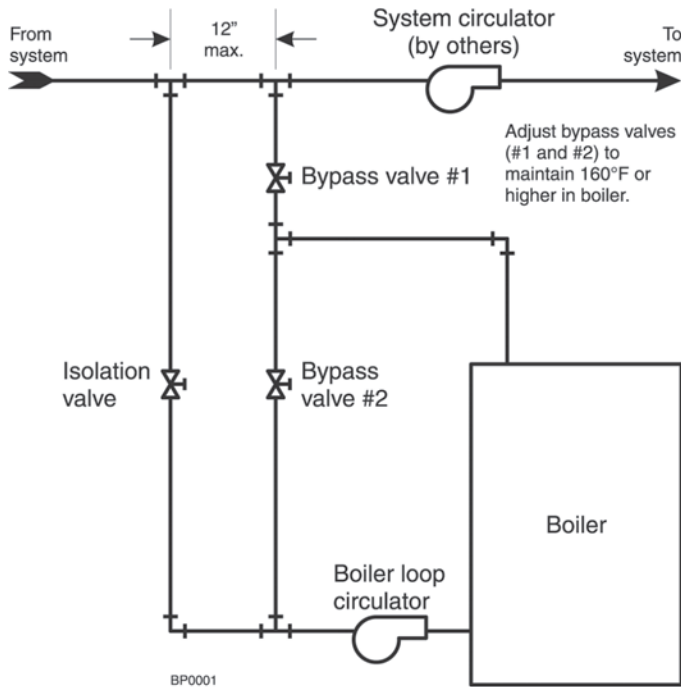 From
system
12”
max.
System circulator
(by others)
To
system
Adjust bypass valves
(#1 and #2) to
maintain 160°F or
higher in boiler.
Bypass valve #1
Isolation
valve
Bypass
valve #2
Boiler
Boiler loop
circulator
BP0001